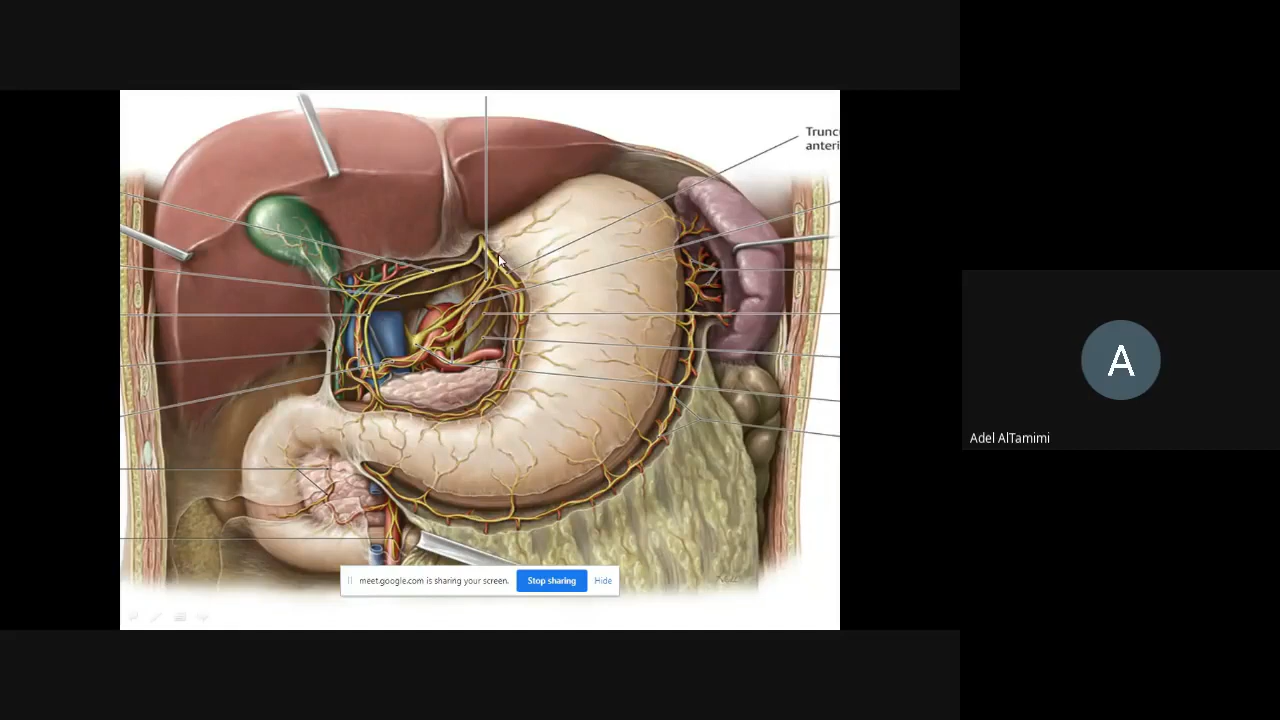 Trunc
anteri
A
Adel AlTamimi
meet.google.com is sharing your screen.
Stop sharing
Hide